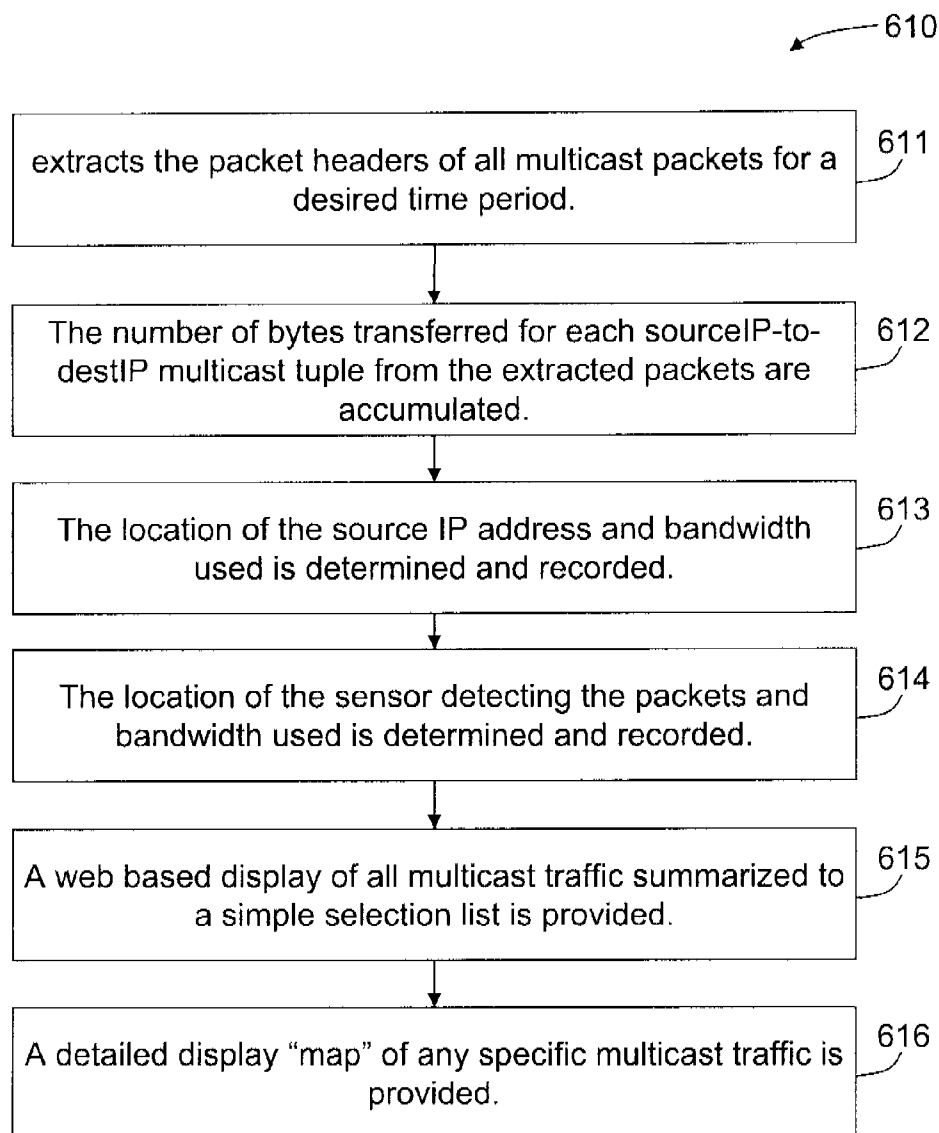 610
extracts the packet headers of all multicast packets for a
desired time period.
611
The number of bytes transferred for each sourceIP-to-
destIP multicast tuple from the extracted packets are
accumulated.
612
The location of the source IP address and bandwidth
used is determined and recorded.
613
The location of the sensor detecting the packets and
bandwidth used is determined and recorded.
614
A web based display of all multicast traffic summarized to
a simple selection list is provided.
615
A detailed display “map” of any specific multicast traffic is
provided.
616